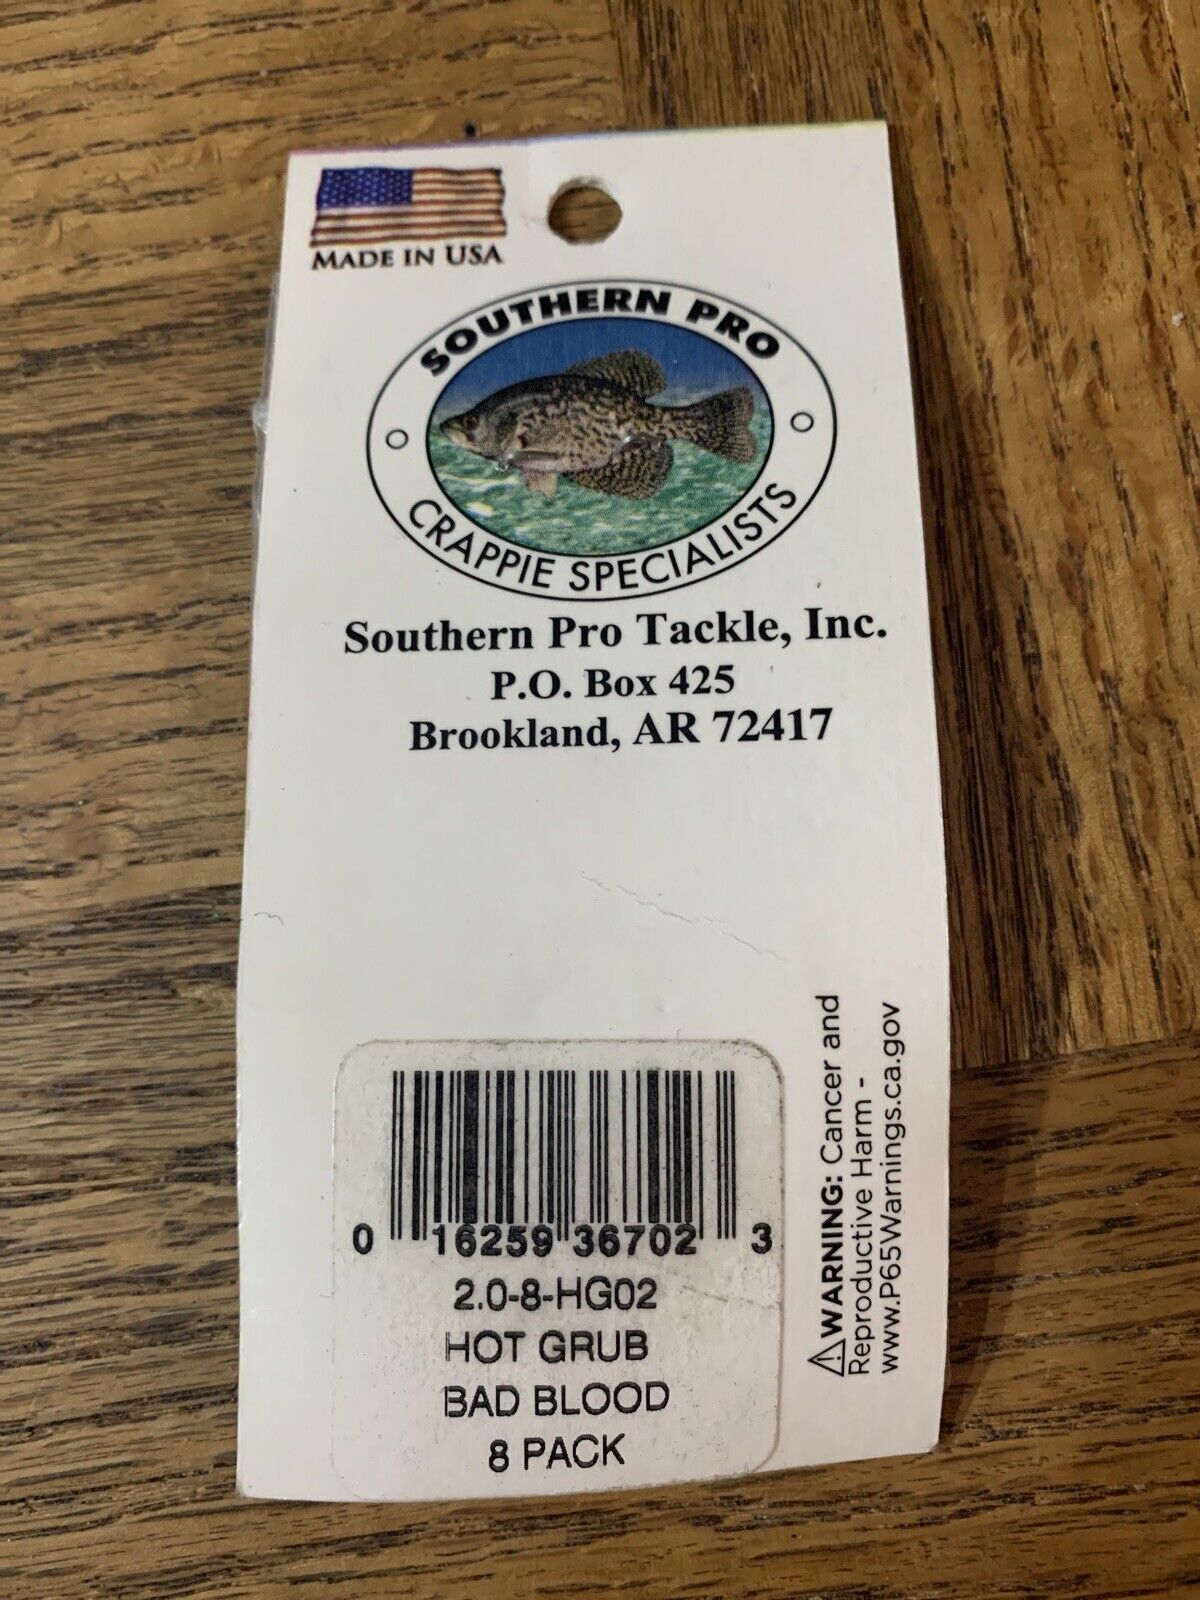 MADE IN USA
SOUTHERN PRO
CRAPPIE SPECIALISTS
Southern Pro Tackle, Inc.
P.O. Box 425
Brookland, AR 72417
0 16259 36702 3
2.0-8-HG02
HOT GRUB
BAD BLOOD
8 PACK
⚠WARNING: Cancer and
Reproductive Harm -
www.P65Warnings.ca.gov